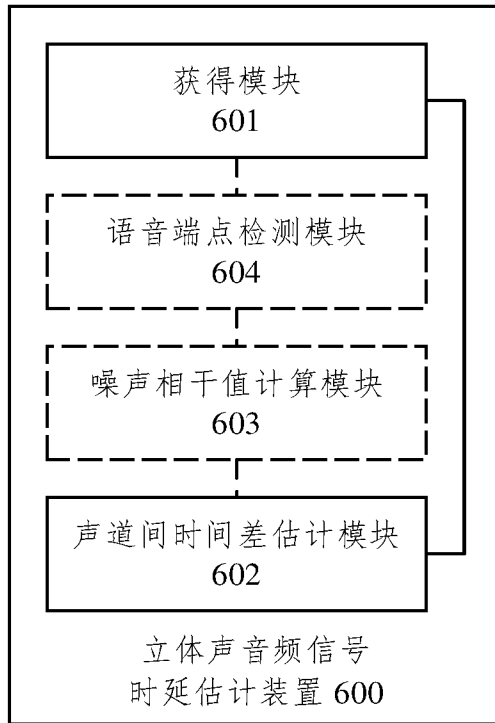 获得模块
601
语音端点检测模块
604
噪声相干值计算模块
603
声道间时间差估计模块
602
立体声音频信号
时延估计装置 600